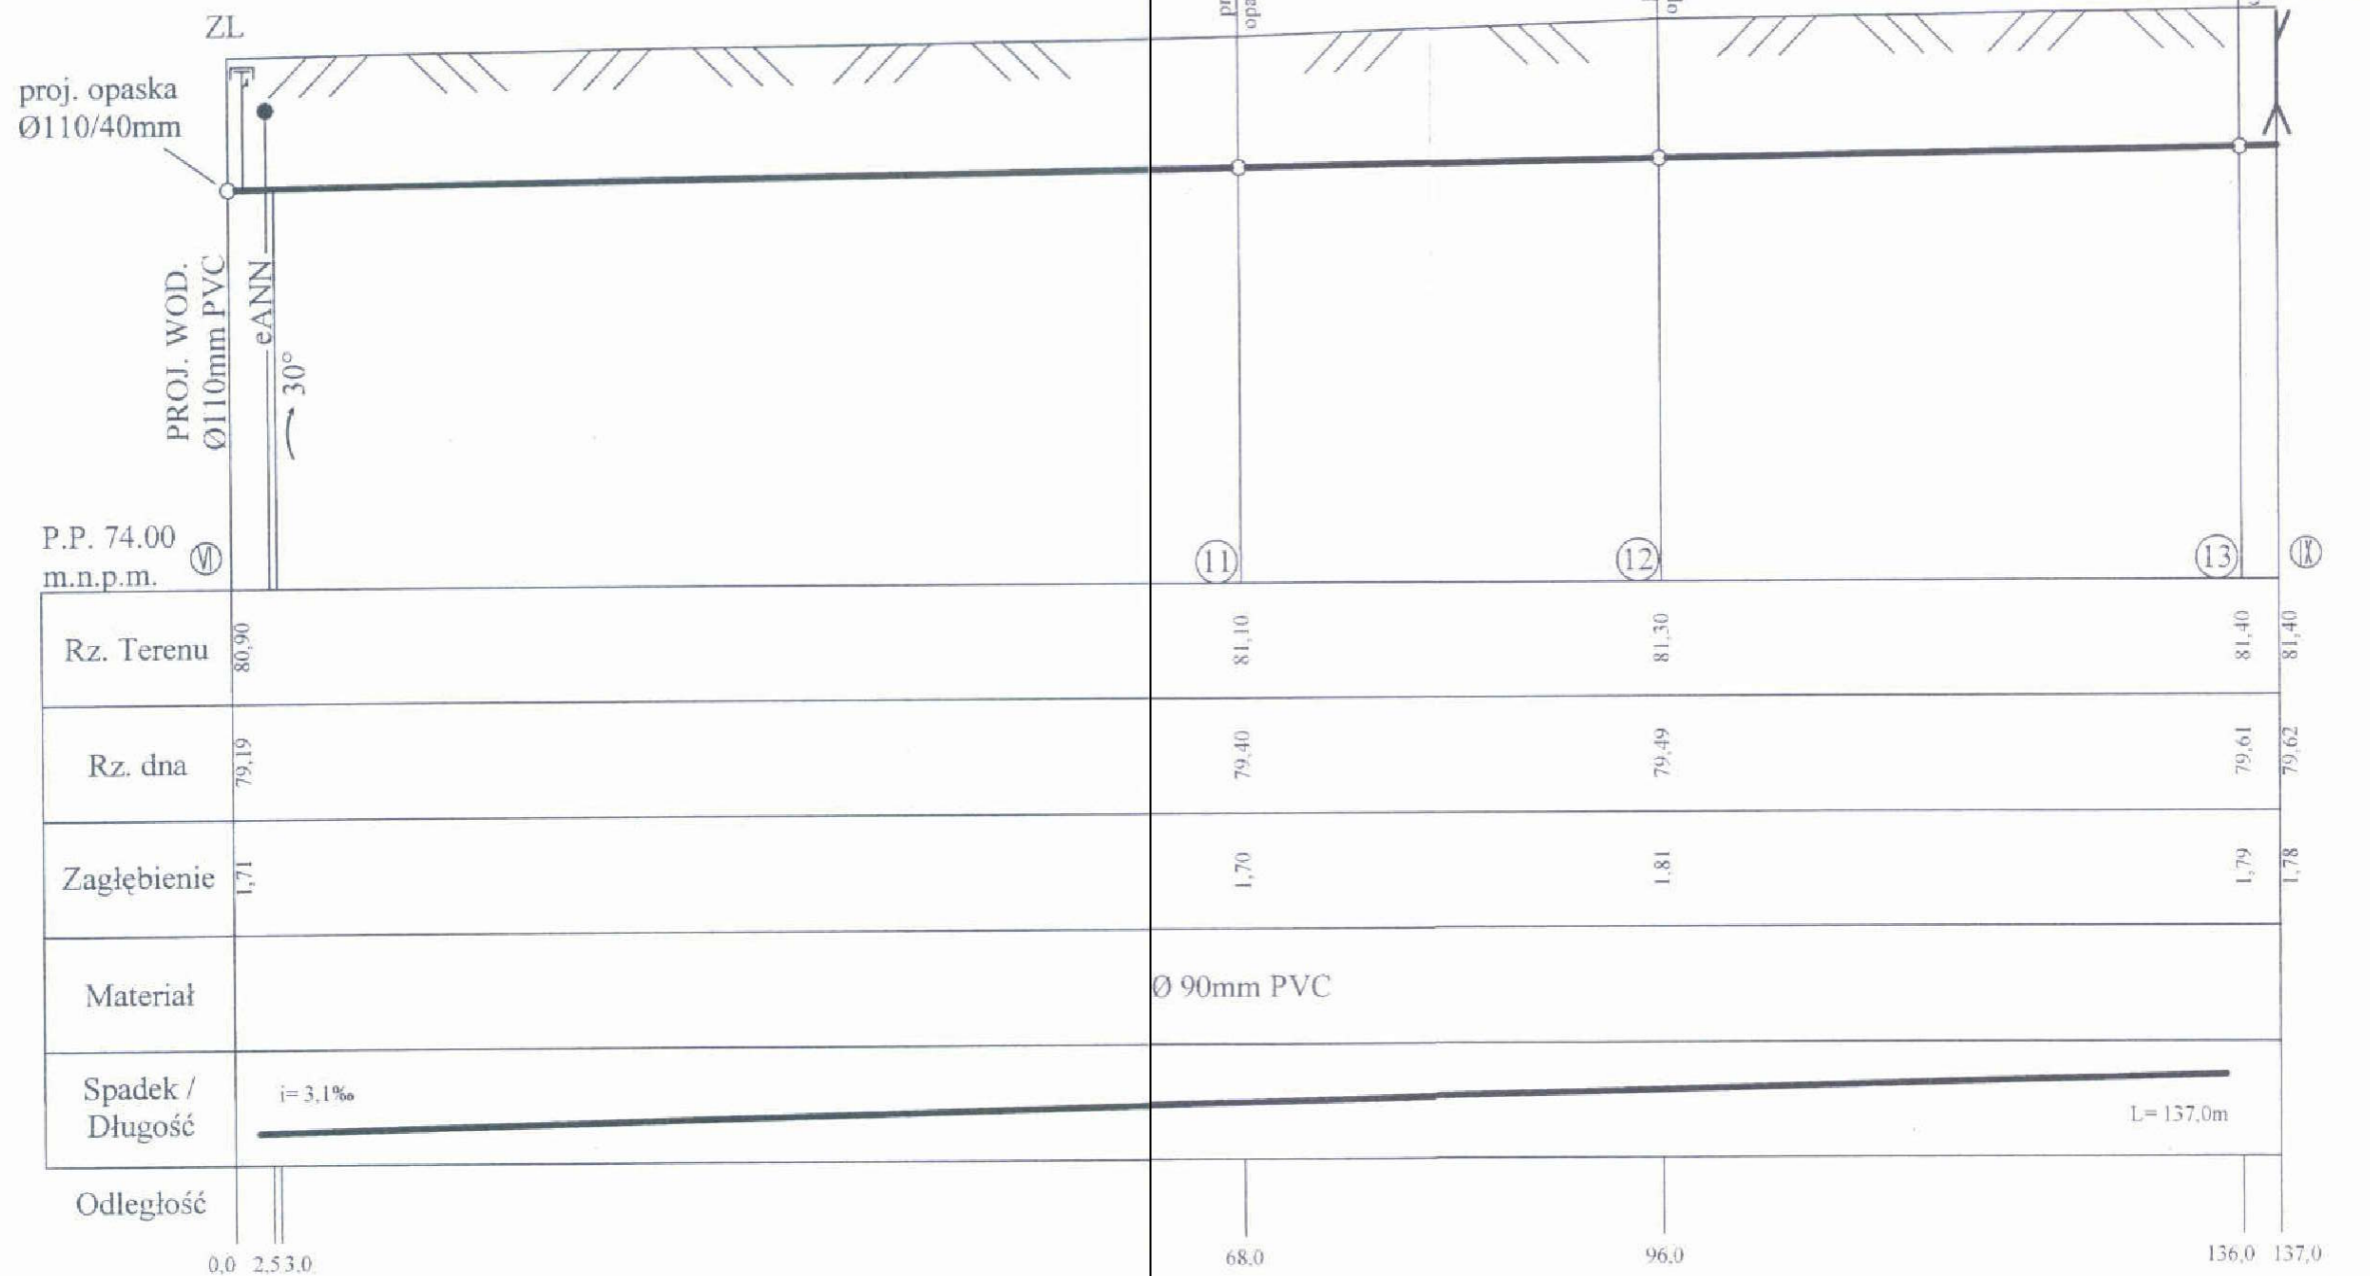 ZL
proj. opaska
Ø110/40mm
PROJ. WOD.
Ø110mm PVC
eANN
30°
P.P. 74.00
m.n.p.m.
VI
11
12
13
IX
Rz. Terenu
80,90
81,10
81,30
81,40
81,40
Rz. dna
79,19
79,40
79,49
79,61
79,62
Zagłębienie
1,71
1,70
1,81
1,79
1,78
Materiał
Ø 90mm PVC
Spadek /
Długość
i= 3,1‰
L= 137,0m
Odległość
0,0 2,5 3,0 68,0 96,0 136,0 137,0